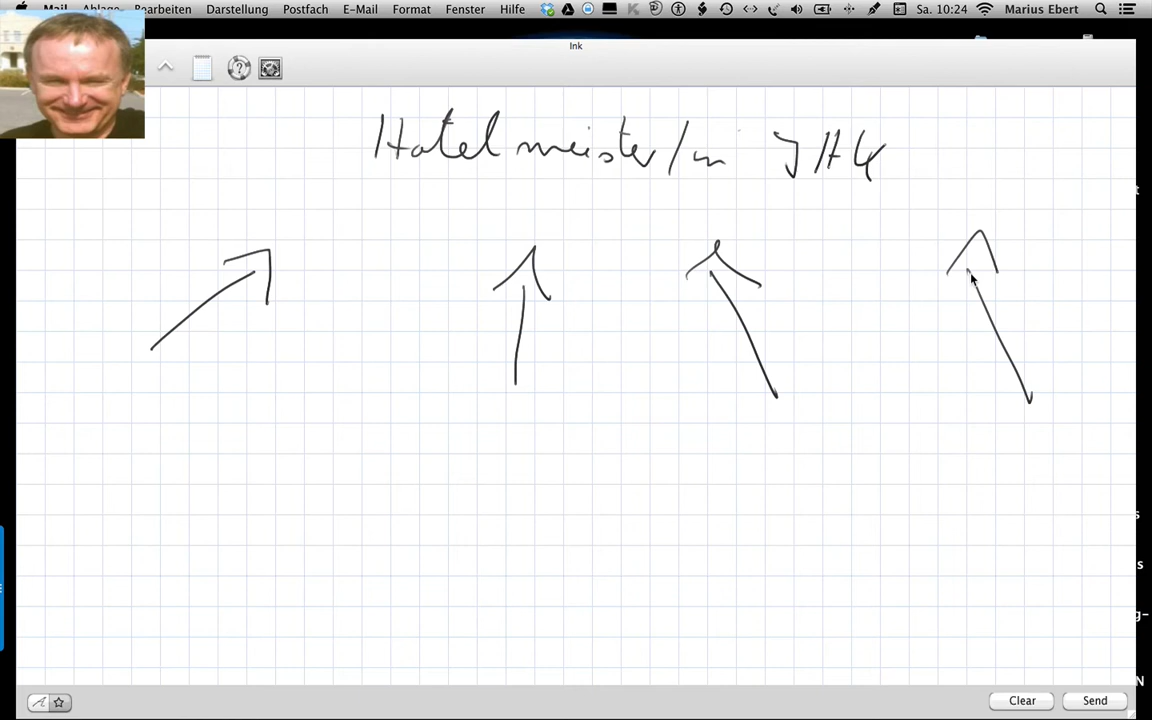 Mail Ablage Bearbeiten Darstellung Postfach E-Mail Format Fenster Hilfe Sa. 10:24 Marius Ebert
Ink
Hotelmeister/in IHK
Clear Send